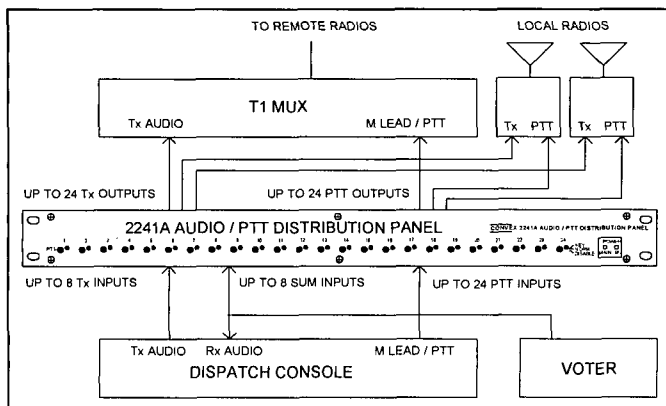 TO REMOTE RADIOS
LOCAL RADIOS
T1 MUX
Tx AUDIO
M LEAD / PTT
Tx PTT
Tx PTT
UP TO 24 Tx OUTPUTS
UP TO 24 PTT OUTPUTS
2241A AUDIO / PTT DISTRIBUTION PANEL
CONVEX 2241A AUDIO / PTT DISTRIBUTION PANEL
1 2 3 4 5 6 7 8 9 10 11 12 13 14 15 16 17 18 19 20 21 22 23 24
PTT
DISABLE
POWER
MAIN
UP TO 8 Tx INPUTS
UP TO 8 SUM INPUTS
UP TO 24 PTT INPUTS
Tx AUDIO
Rx AUDIO
M LEAD / PTT
DISPATCH CONSOLE
VOTER